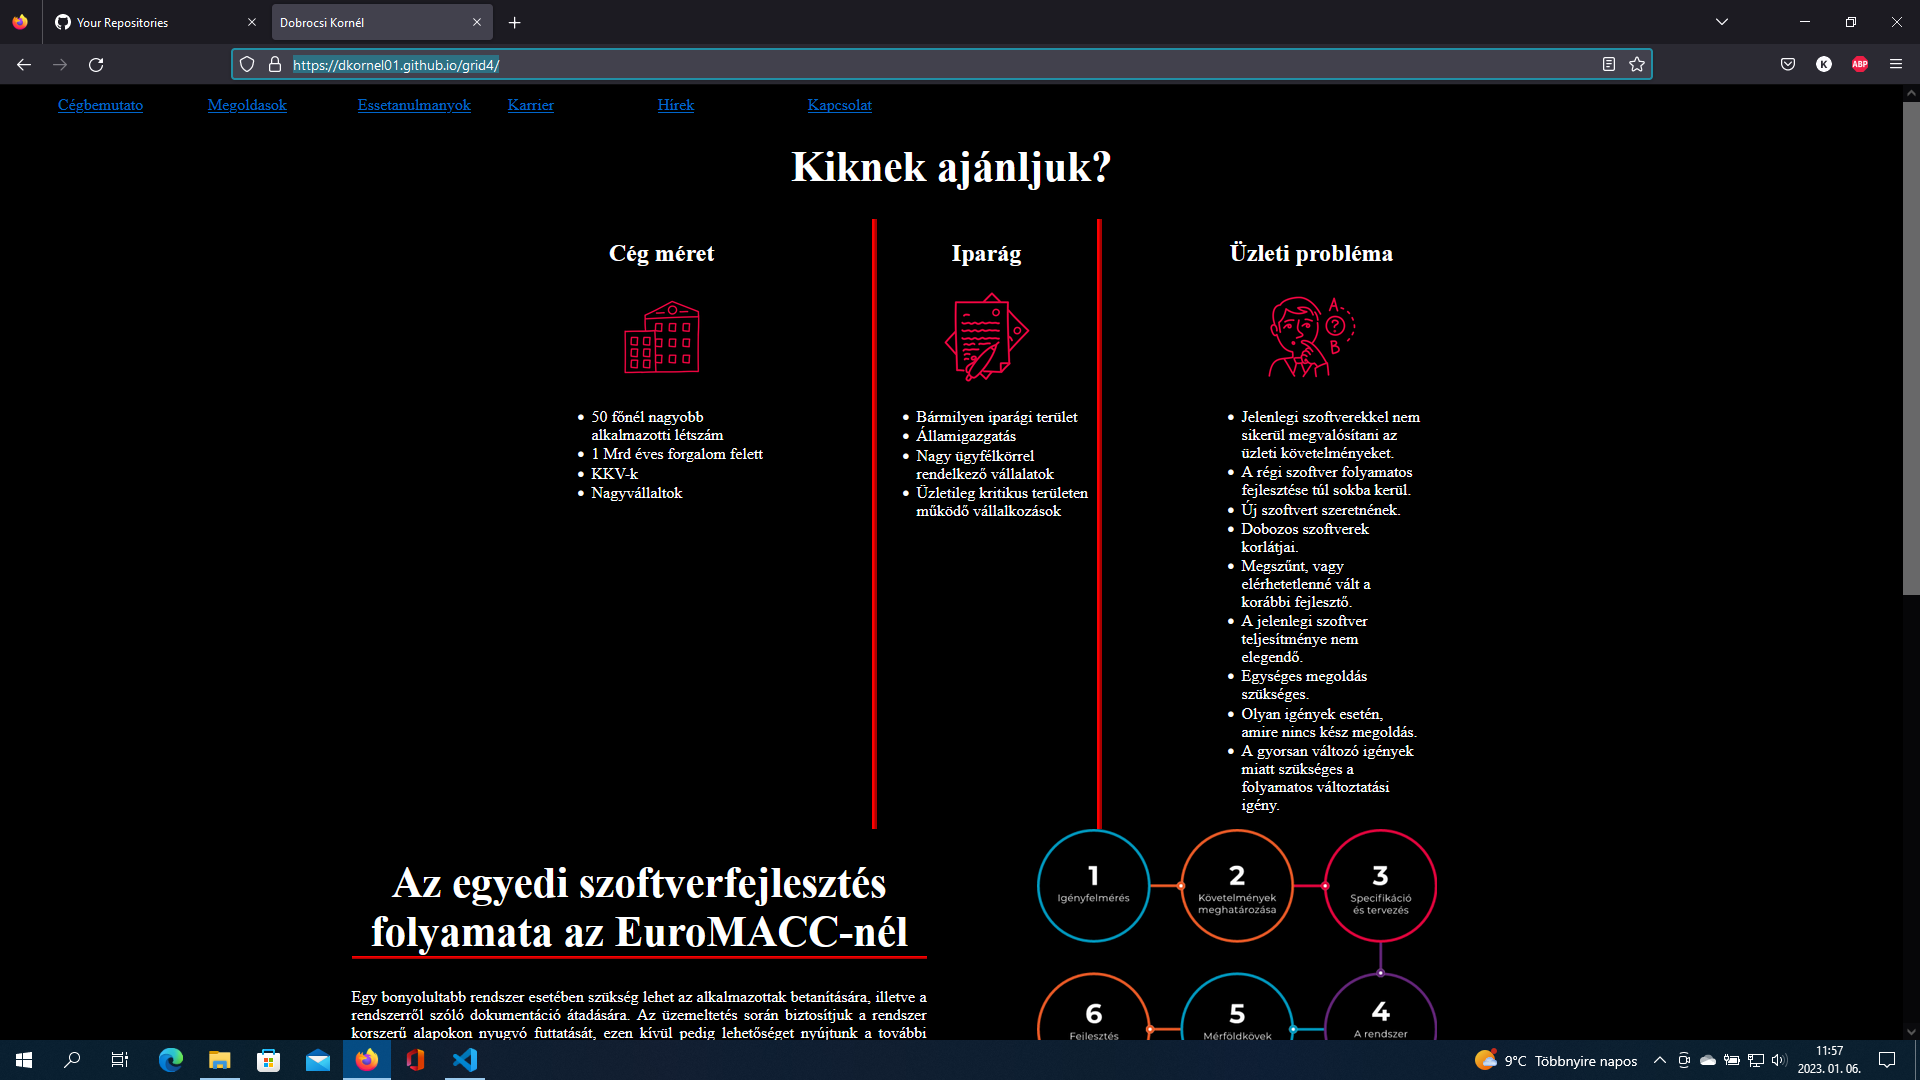 Your Repositories
Dobrocsi Kornél
https://dkornel01.github.io/grid4/
K
ABP
Cégbemutato
Megoldasok
Essetanulmanyok
Karrier
Hírek
Kapcsolat
Kiknek ajánljuk?
Cég méret
50 főnél nagyobb
alkalmazotti létszám
1 Mrd éves forgalom felett
KKV-k
Nagyvállaltok
Iparág
Bármilyen iparági terület
Államigazgatás
Nagy ügyfélkörrel
rendelkező vállalatok
Üzletileg kritikus területen
működő vállalkozások
Üzleti probléma
A
?
B
Jelenlegi szoftverekkel nem
sikerül megvalósítani az
üzleti követelményeket.
A régi szoftver folyamatos
fejlesztése túl sokba kerül.
Új szoftvert szeretnének.
Dobozos szoftverek
korlátjai.
Megszűnt, vagy
elérhetetlenné vált a
korábbi fejlesztő.
A jelenlegi szoftver
teljesítménye nem
elegendő.
Egységes megoldás
szükséges.
Olyan igények esetén,
amire nincs kész megoldás.
A gyorsan változó igények
miatt szükséges a
folyamatos változtatási
igény.
Az egyedi szoftverfejlesztés
folyamata az EuroMACC-nél
Egy bonyolultabb rendszer esetében szükség lehet az alkalmazottak betanítására, illetve a
rendszerről szóló dokumentáció átadására. Az üzemeltetés során biztosítjuk a rendszer
korszerű alapokon nyugvó futtatását, ezen kívül pedig lehetőséget nyújtunk a további
1
Igényfelmérés
2
Követelmények
meghatározása
3
Specifikáció
és tervezés
6
Fejlesztés
5
Mérföldkövek
4
A rendszer
9°C Többnyire napos
11:57
2023. 01. 06.